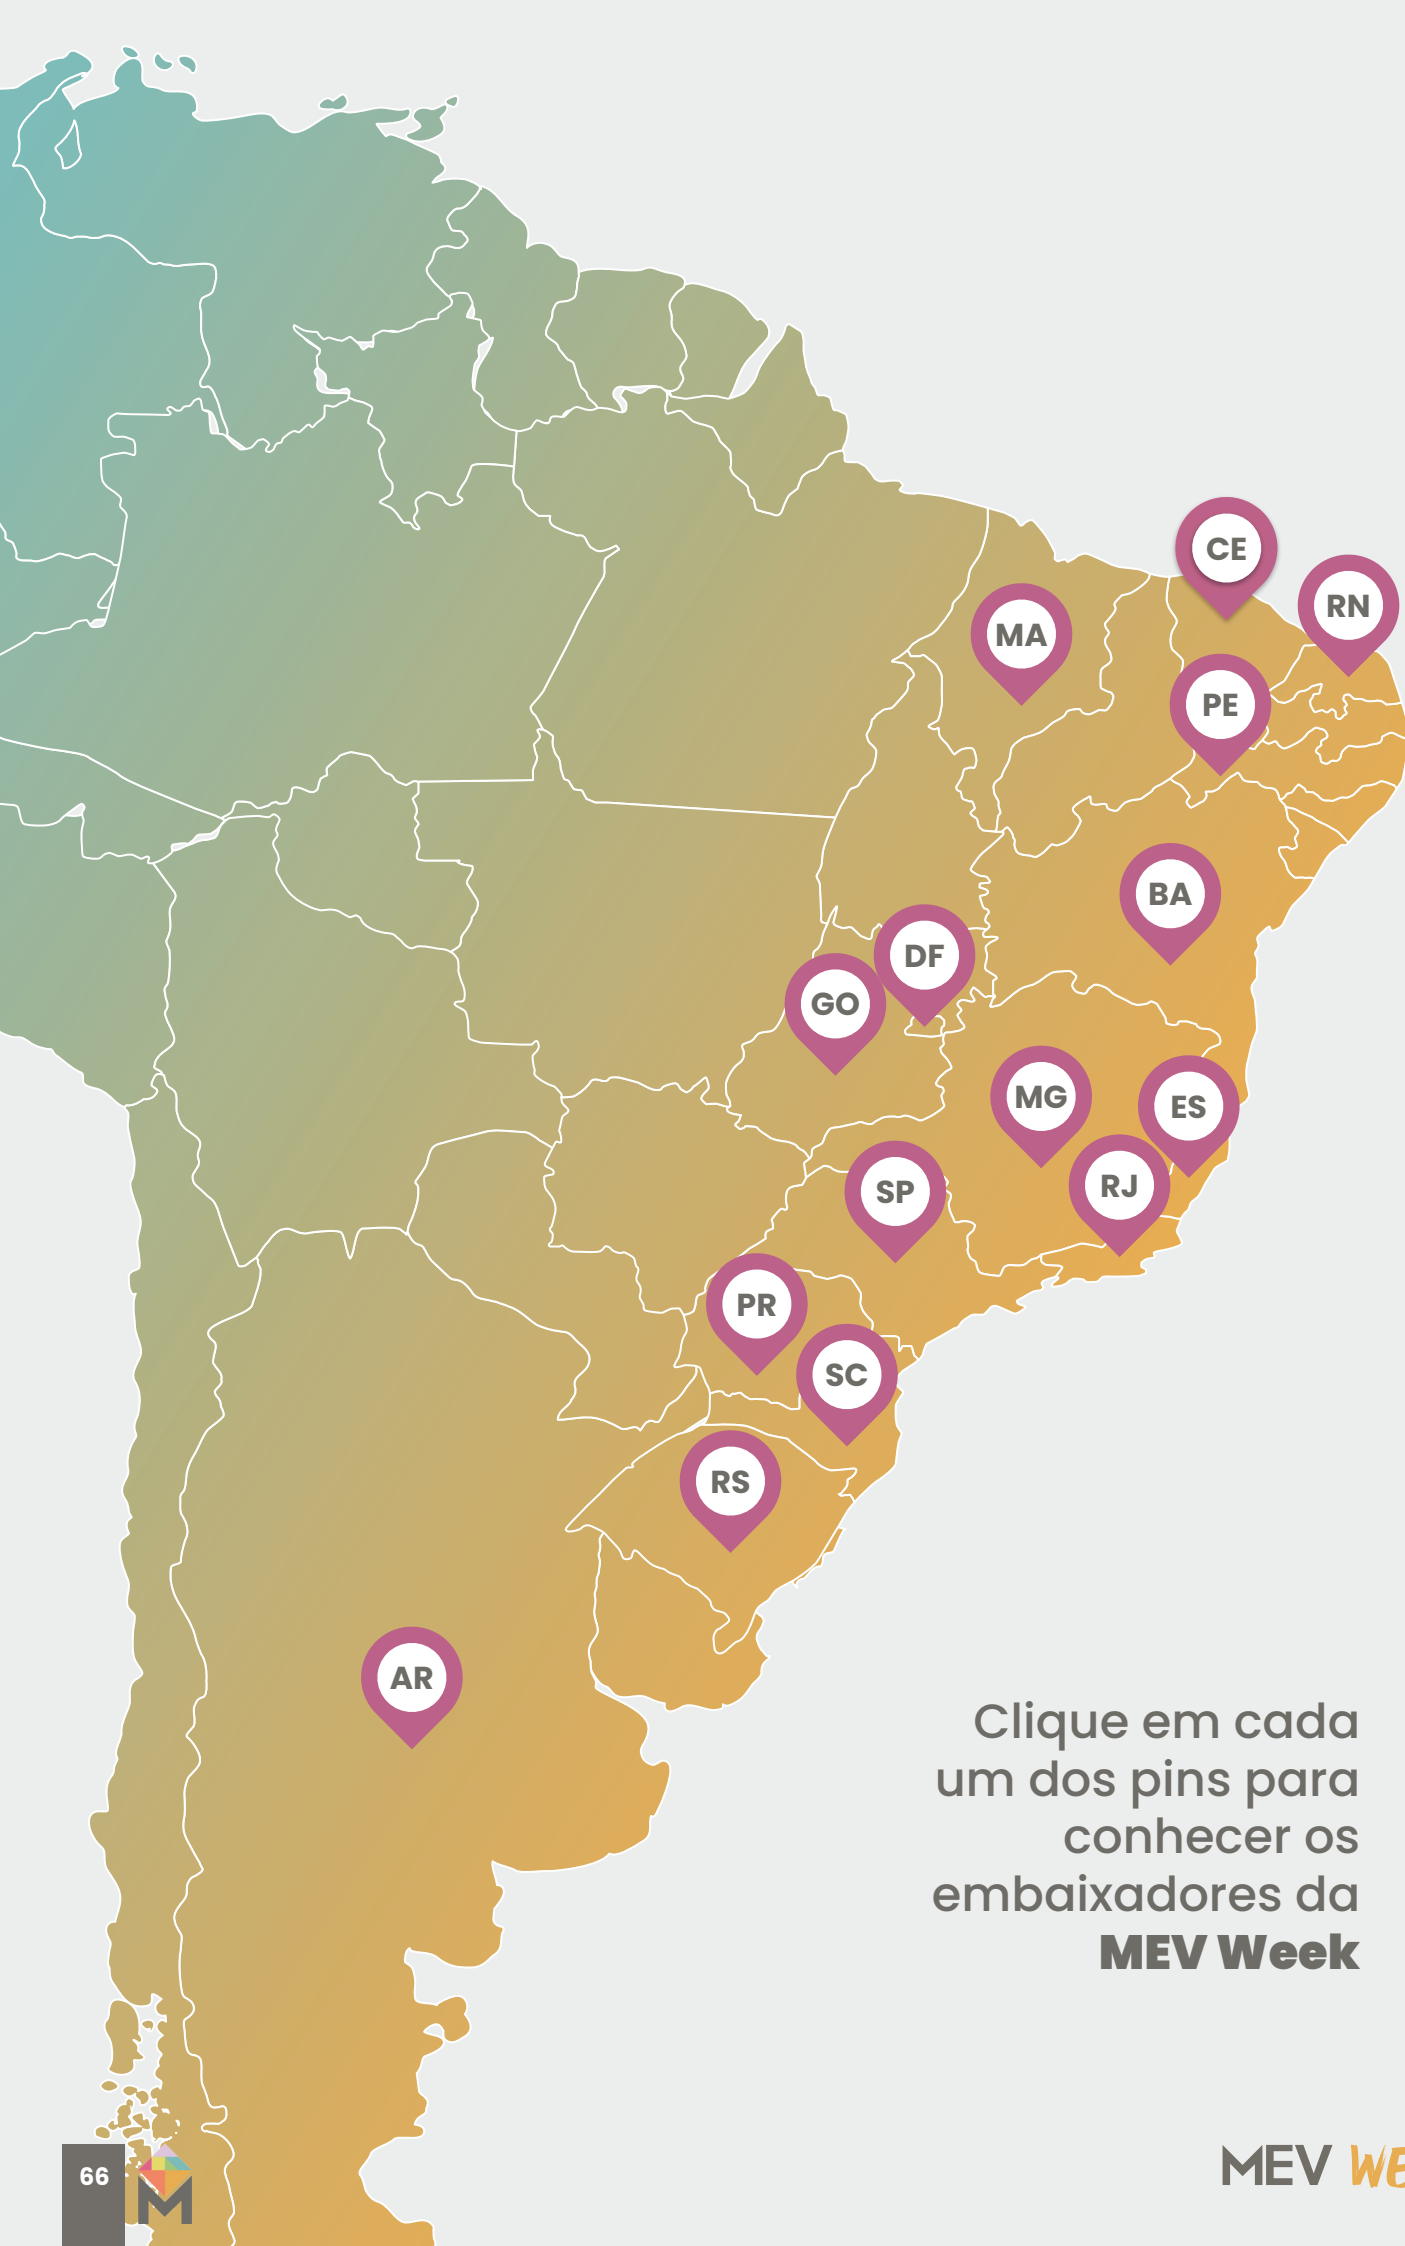 CE
RN
MA
PE
BA
DF
GO
MG
ES
RJ
SP
PR
SC
RS
AR
Clique em cada
um dos pins para
conhecer os
embaixadores da
MEV Week
66
M
MEV WE